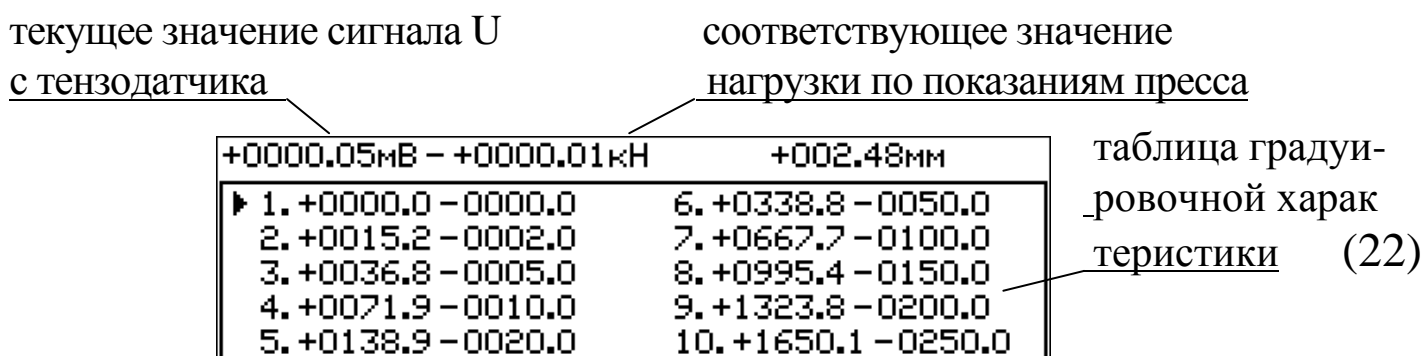 текущее значение сигнала U
с тензодатчика
соответствующее значение
нагрузки по показаниям пресса
+0000.05мВ – +0000.01кН +002.48мм
1. +0000.0 –0000.0 6. +0338.8 –0050.0
2. +0015.2 –0002.0 7. +0667.7 –0100.0
3. +0036.8 –0005.0 8. +0995.4 –0150.0
4. +0071.9 –0010.0 9. +1323.8 –0200.0
5. +0138.9 –0020.0 10. +1650.1 –0250.0
таблица градуи-
ровочной харак
теристики (22)